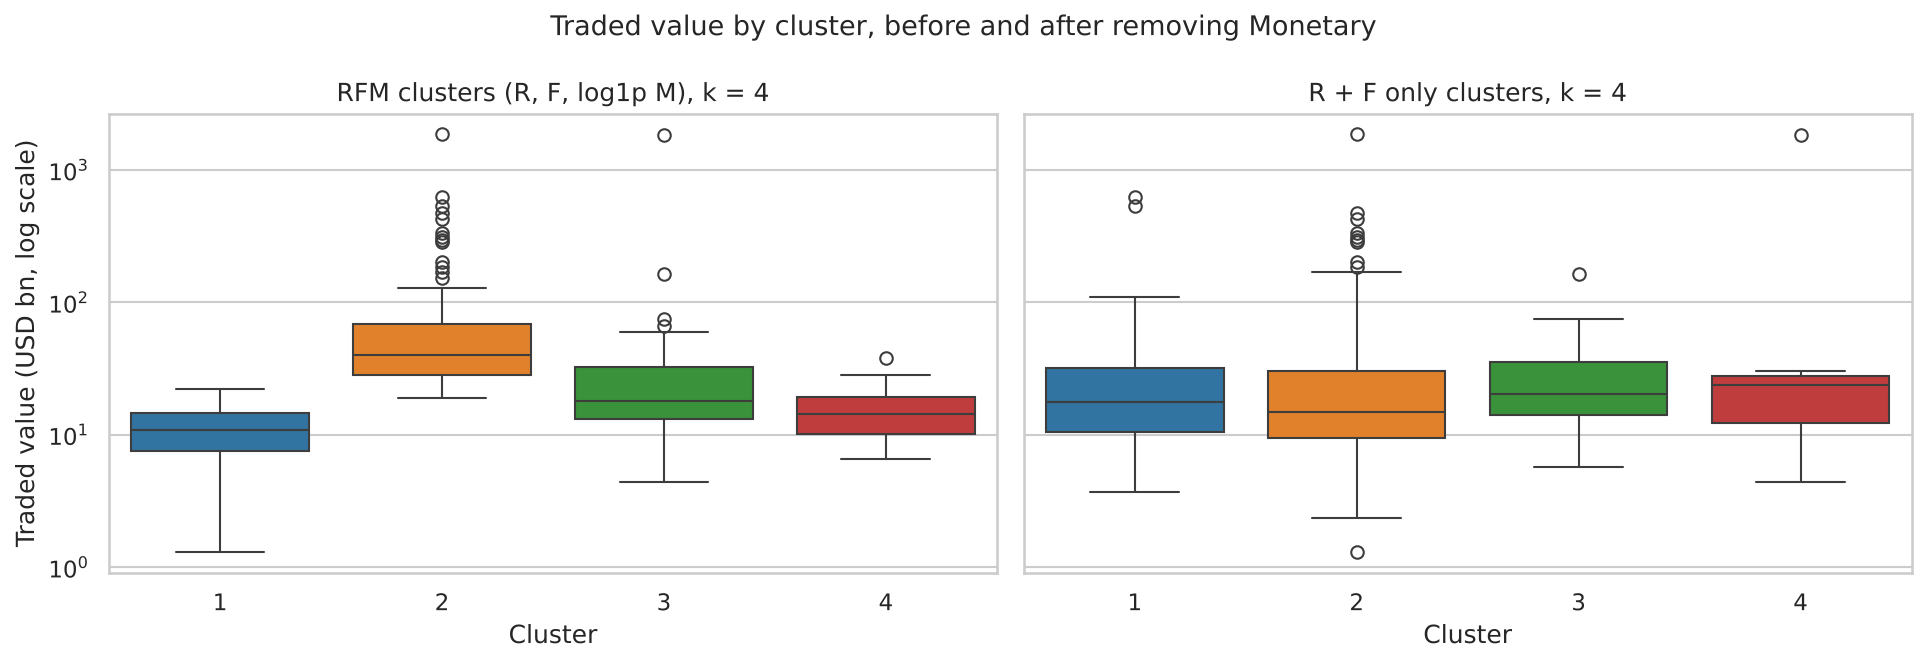 Traded value by cluster, before and after removing Monetary
RFM clusters (R, F, log1p M), k = 4
R + F only clusters, k = 4
Traded value (USD bn, log scale)
10³
10²
10¹
10⁰
1 2 3 4
1 2 3 4
Cluster
Cluster